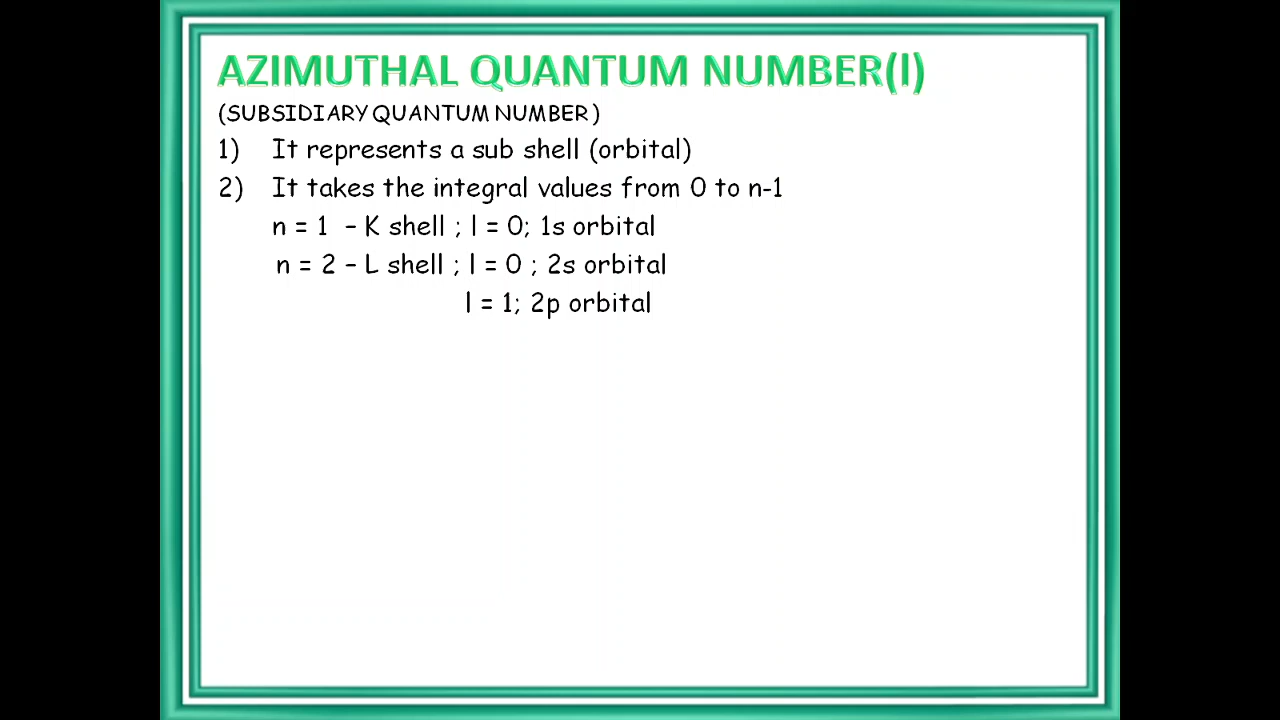 AZIMUTHAL QUANTUM NUMBER(l)
(SUBSIDIARY QUANTUM NUMBER )
1) It represents a sub shell (orbital)
2) It takes the integral values from 0 to n-1
n = 1 – K shell ; l = 0; 1s orbital
n = 2 – L shell ; l = 0 ; 2s orbital
l = 1; 2p orbital